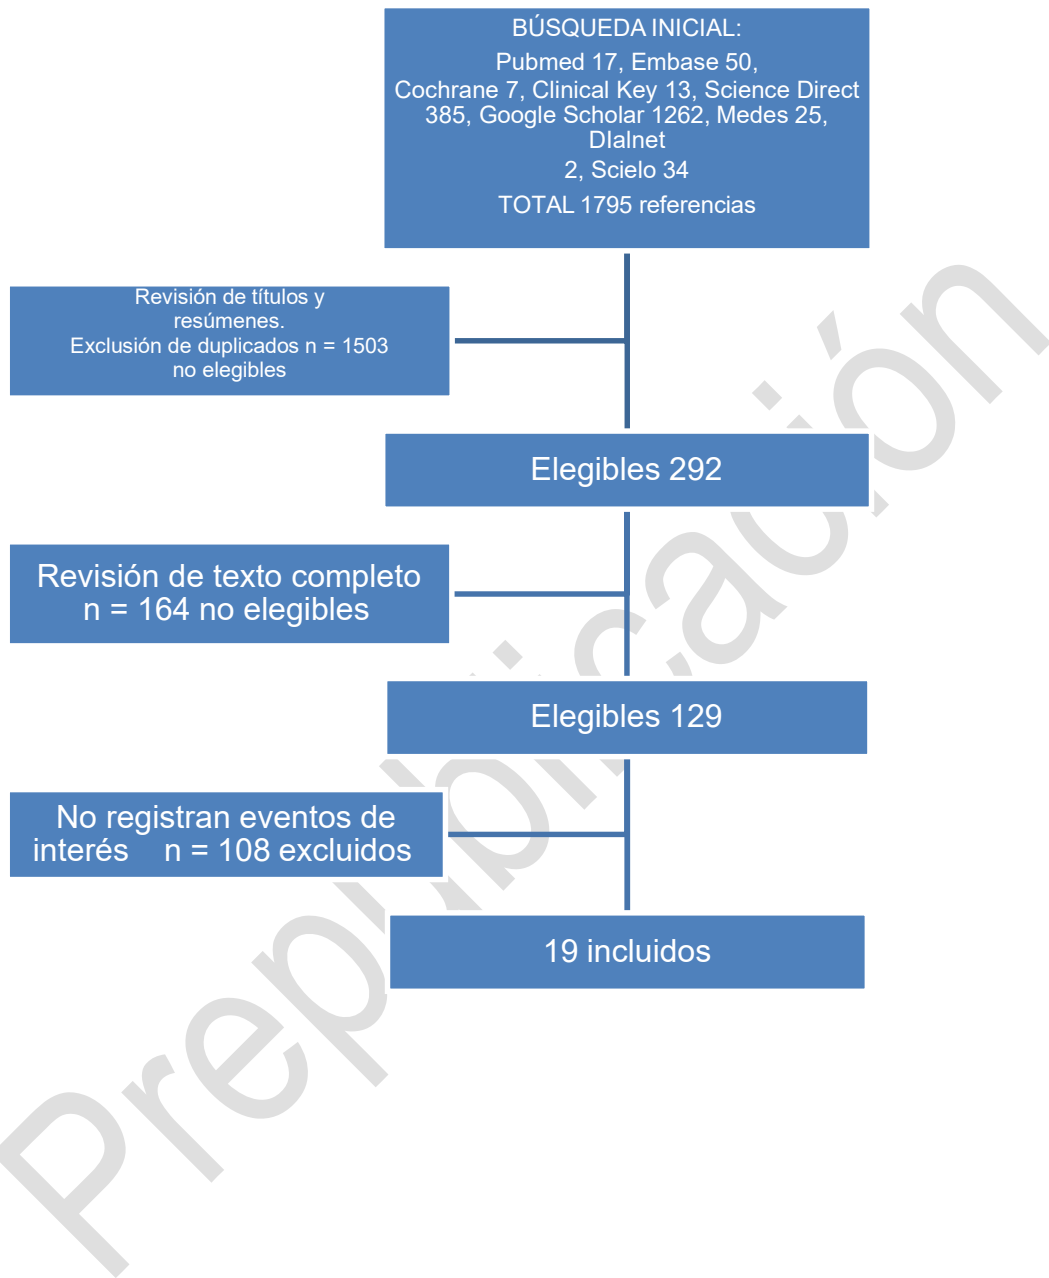 BÚSQUEDA INICIAL:
Pubmed 17, Embase 50,
Cochrane 7, Clinical Key 13, Science Direct
385, Google Scholar 1262, Medes 25,
DIalnet
2, Scielo 34
TOTAL 1795 referencias
Revisión de títulos y
resúmenes.
Exclusión de duplicados n = 1503
no elegibles
Elegibles 292
Revisión de texto completo
n = 164 no elegibles
Elegibles 129
No registran eventos de
interés n = 108 excluidos
19 incluidos
Prepublicación